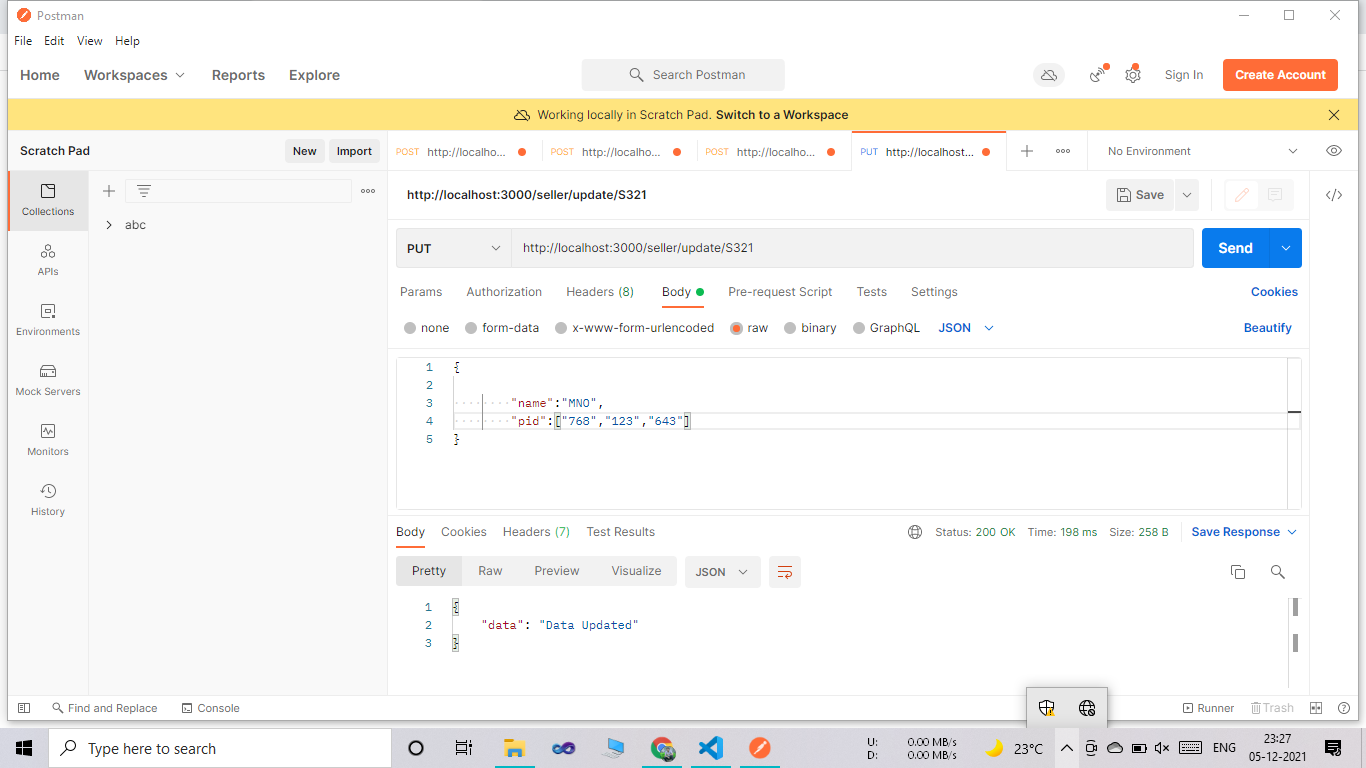 Postman
File Edit View Help
Home Workspaces Reports Explore Search Postman Sign In Create Account
Working locally in Scratch Pad. Switch to a Workspace
Scratch Pad New Import POST http://localho... POST http://localho... POST http://localho... PUT http://localhost... No Environment
Collections
abc
APIs
Environments
Mock Servers
Monitors
History
http://localhost:3000/seller/update/S321 Save
PUT http://localhost:3000/seller/update/S321 Send
Params Authorization Headers (8) Body Pre-request Script Tests Settings Cookies
none form-data x-www-form-urlencoded raw binary GraphQL JSON Beautify
1 {
2
3 "name":"MNO",
4 "pid":["768","123","643"]
5 }
Body Cookies Headers (7) Test Results Status: 200 OK Time: 198 ms Size: 258 B Save Response
Pretty Raw Preview Visualize JSON
1 {
2 "data": "Data Updated"
3 }
Find and Replace Console Runner Trash
Type here to search
U: 0.00 MB/s
D: 0.00 MB/s
23°C ENG
23:27
05-12-2021